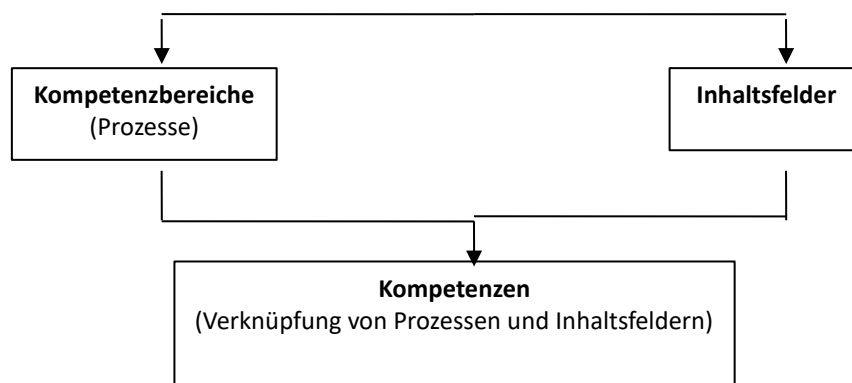 Kompetenzbereiche
(Prozesse)
Inhaltsfelder
Kompetenzen
(Verknüpfung von Prozessen und Inhaltsfeldern)